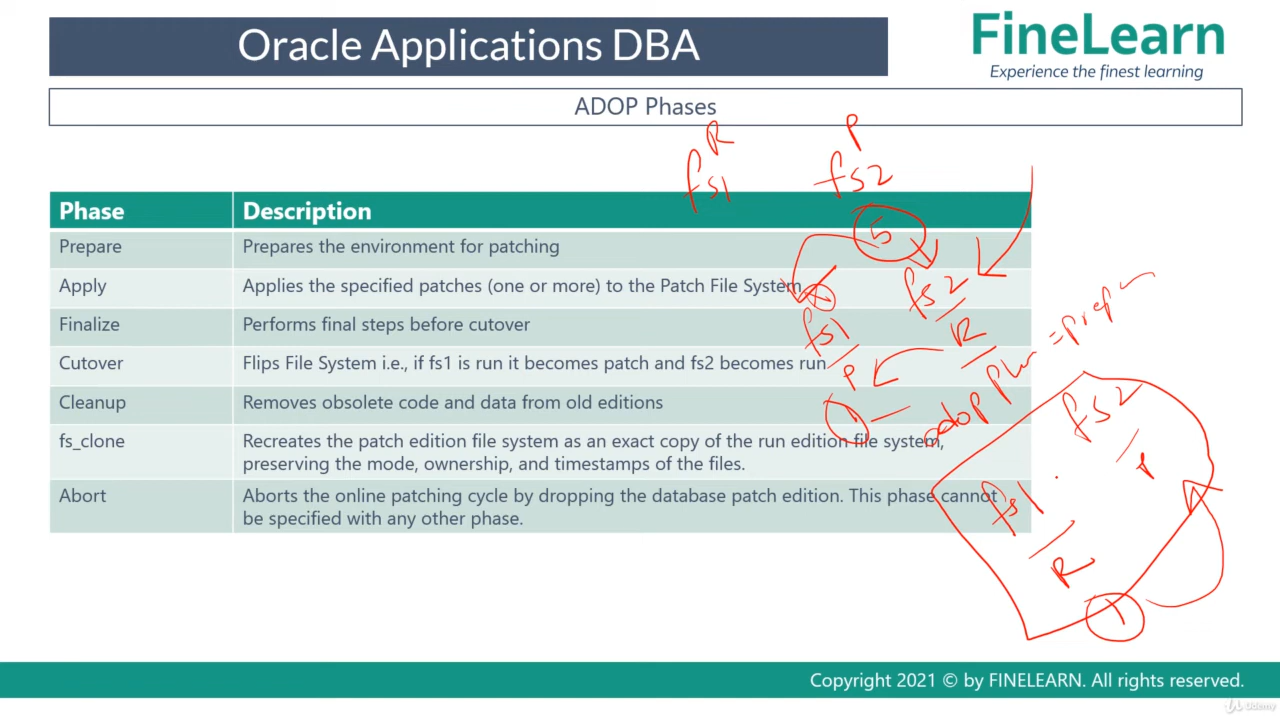 Oracle Applications DBA
FineLearn
Experience the finest learning
ADOP Phases
R
P
fs1
fs2
Phase Description
5
Prepare Prepares the environment for patching
fs2
Apply Applies the specified patches (one or more) to the Patch File System
R
fs1
P
Finalize Performs final steps before cutover
Cutover Flips File System i.e., if fs1 is run it becomes patch and fs2 becomes run
Cleanup Removes obsolete code and data from old editions
adop
fs_clone Recreates the patch edition file system as an exact copy of the run edition file system,
preserving the mode, ownership, and timestamps of the files.
Abort Aborts the online patching cycle by dropping the database patch edition. This phase cannot
be specified with any other phase.
fs2
P
fs1
R
Copyright 2021 © by FINELEARN. All rights reserved.
Udemy